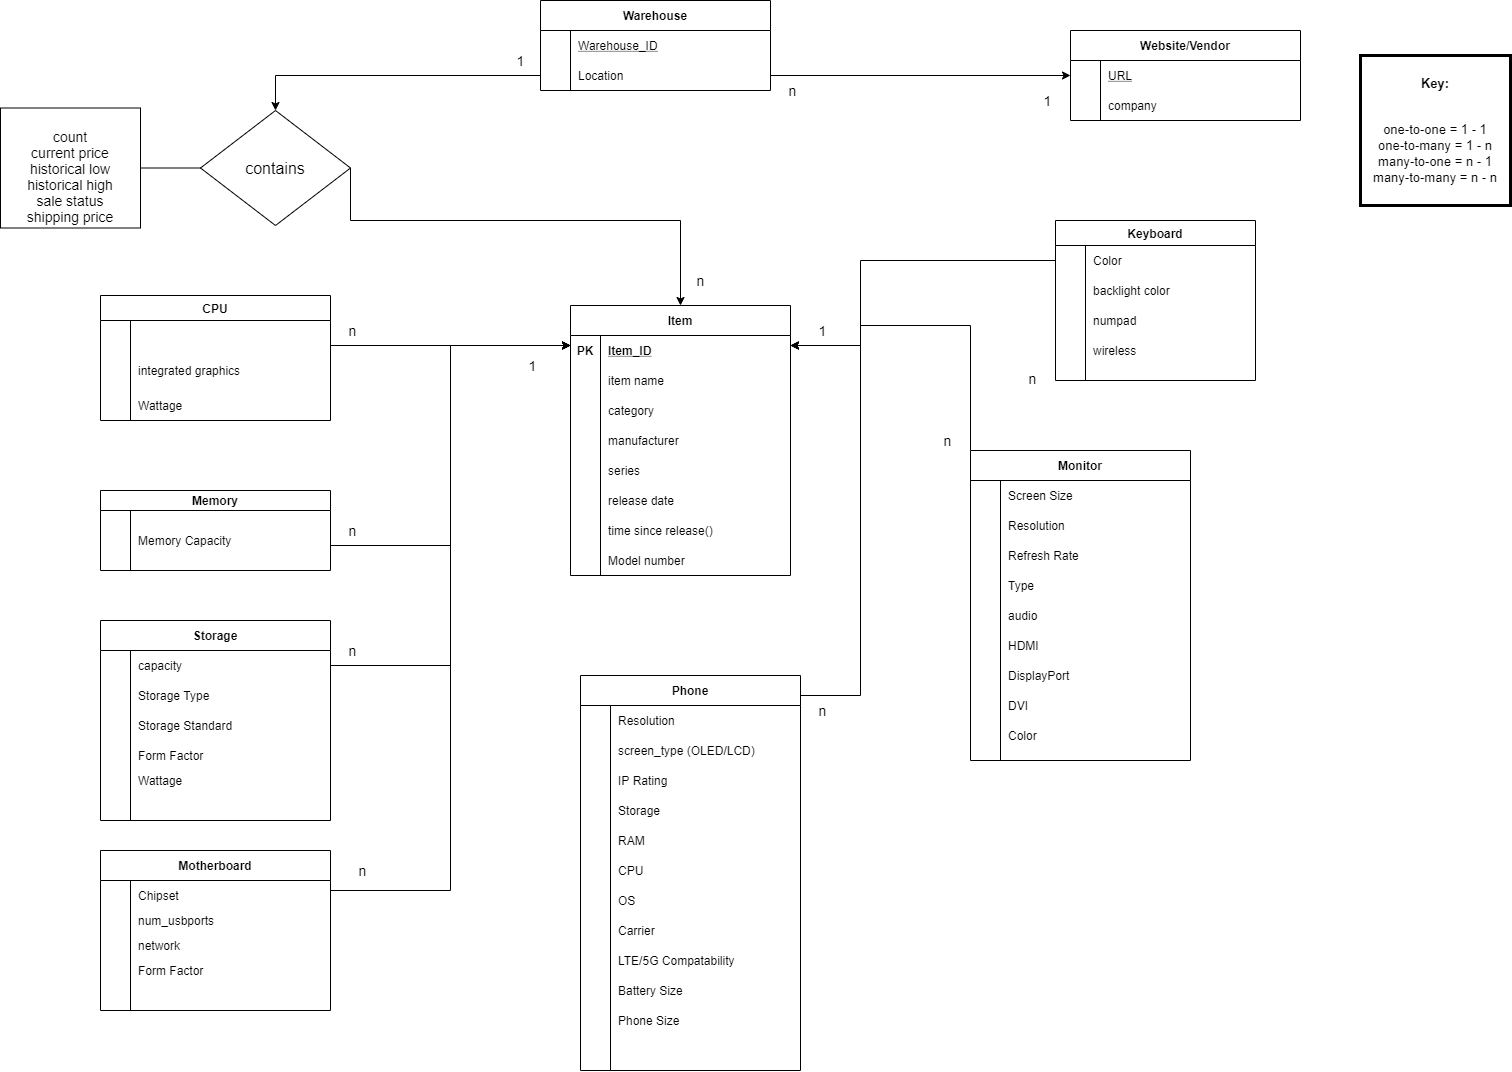 Warehouse
Warehouse_ID
Location
1
n
Website/Vendor
URL
company
1
Key:
one-to-one = 1 - 1
one-to-many = 1 - n
many-to-one = n - 1
many-to-many = n - n
count
current price
historical low
historical high
sale status
shipping price
contains
n
CPU
integrated graphics
Wattage
n
1
Item
PK
Item_ID
item name
category
manufacturer
series
release date
time since release()
Model number
1
Keyboard
Color
backlight color
numpad
wireless
n
n
Monitor
Screen Size
Resolution
Refresh Rate
Type
audio
HDMI
DisplayPort
DVI
Color
Memory
Memory Capacity
n
Storage
capacity
Storage Type
Storage Standard
Form Factor
Wattage
n
Motherboard
Chipset
num_usbports
network
Form Factor
n
Phone
Resolution
screen_type (OLED/LCD)
IP Rating
Storage
RAM
CPU
OS
Carrier
LTE/5G Compatability
Battery Size
Phone Size
n